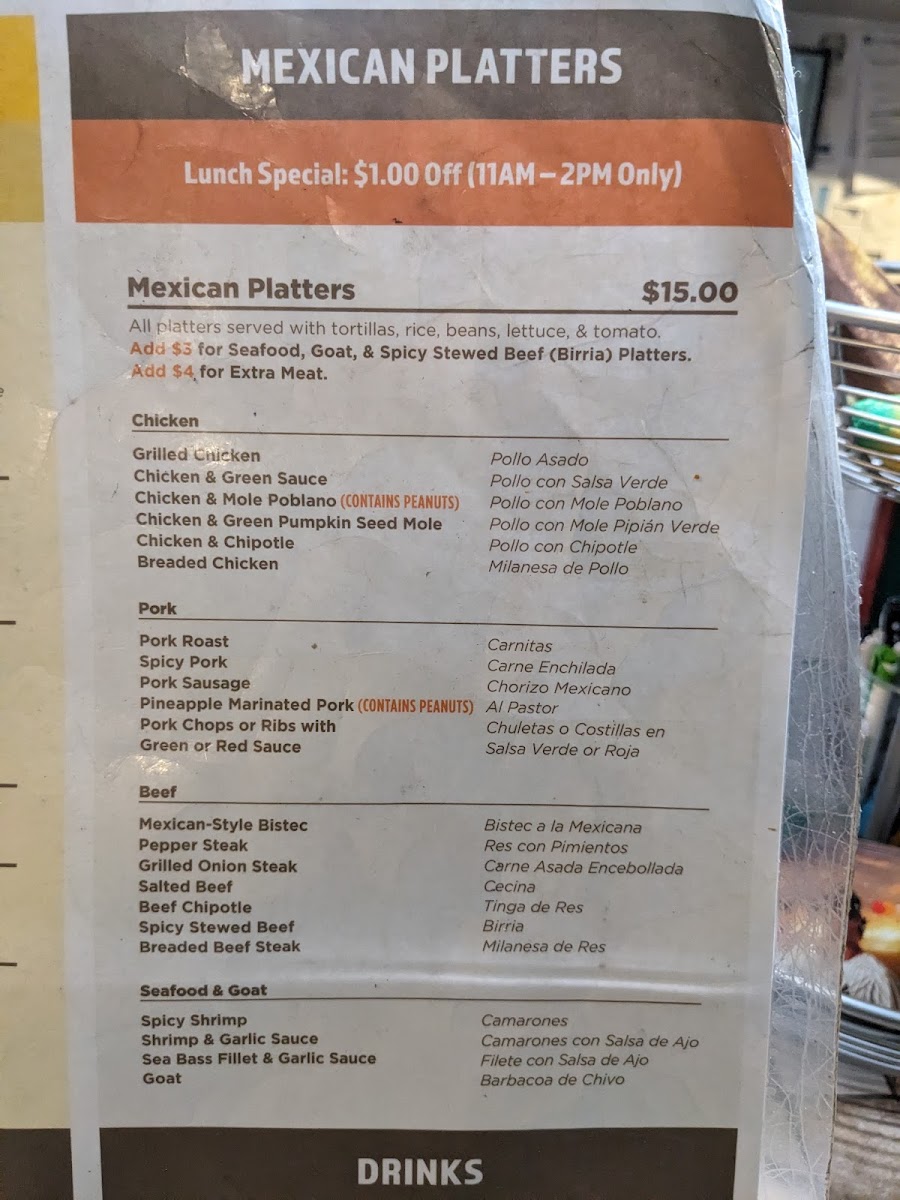 MEXICAN PLATTERS
Lunch Special: $1.00 Off (11AM – 2PM Only)
Mexican Platters $15.00
All platters served with tortillas, rice, beans, lettuce, & tomato.
Add $3 for Seafood, Goat, & Spicy Stewed Beef (Birria) Platters.
Add $4 for Extra Meat.
Chicken
Grilled Chicken Pollo Asado
Chicken & Green Sauce Pollo con Salsa Verde
Chicken & Mole Poblano (CONTAINS PEANUTS) Pollo con Mole Poblano
Chicken & Green Pumpkin Seed Mole Pollo con Mole Pipián Verde
Chicken & Chipotle Pollo con Chipotle
Breaded Chicken Milanesa de Pollo
Pork
Pork Roast Carnitas
Spicy Pork Carne Enchilada
Pork Sausage Chorizo Mexicano
Pineapple Marinated Pork (CONTAINS PEANUTS) Al Pastor
Pork Chops or Ribs with Chuletas o Costillas en
Green or Red Sauce Salsa Verde or Roja
Beef
Mexican-Style Bistec Bistec a la Mexicana
Pepper Steak Res con Pimientos
Grilled Onion Steak Carne Asada Encebollada
Salted Beef Cecina
Beef Chipotle Tinga de Res
Spicy Stewed Beef Birria
Breaded Beef Steak Milanesa de Res
Seafood & Goat
Spicy Shrimp Camarones
Shrimp & Garlic Sauce Camarones con Salsa de Ajo
Sea Bass Fillet & Garlic Sauce Filete con Salsa de Ajo
Goat Barbacoa de Chivo
DRINKS